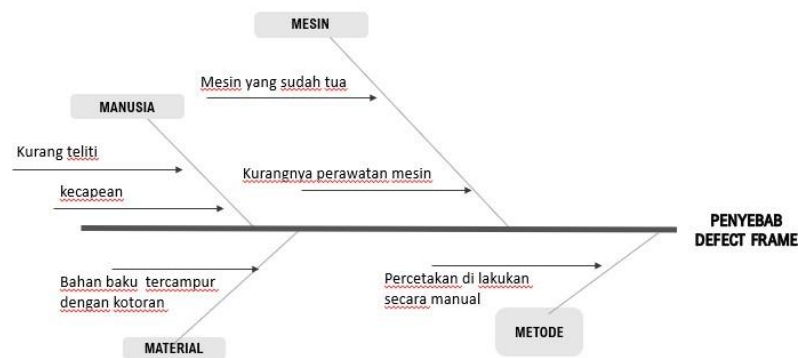 MESIN
Mesin yang sudah tua
MANUSIA
Kurang teliti
Kurangnya perawatan mesin
kecapean
PENYEBAB
DEFECT FRAME
Bahan baku tercampur
dengan kotoran
Percetakan di lakukan
secara manual
METODE
MATERIAL